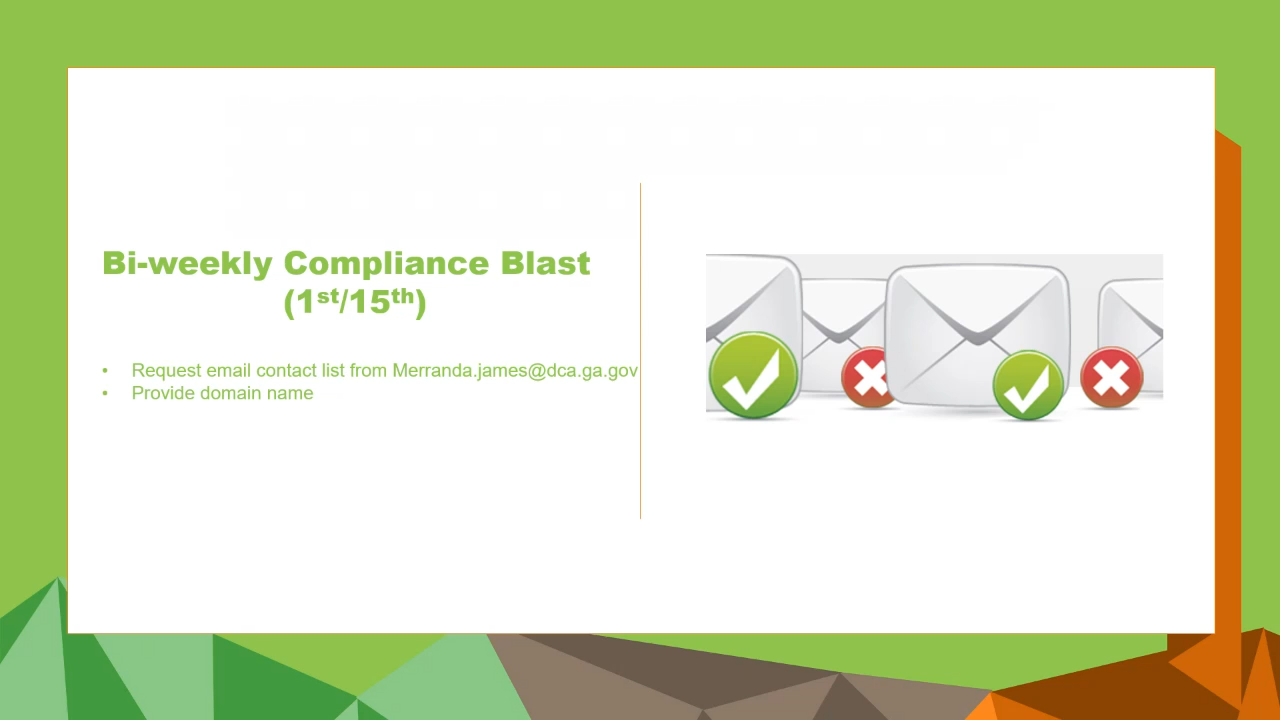 Bi-weekly Compliance Blast
(1st/15th)
• Request email contact list from Merranda.james@dca.ga.gov
• Provide domain name